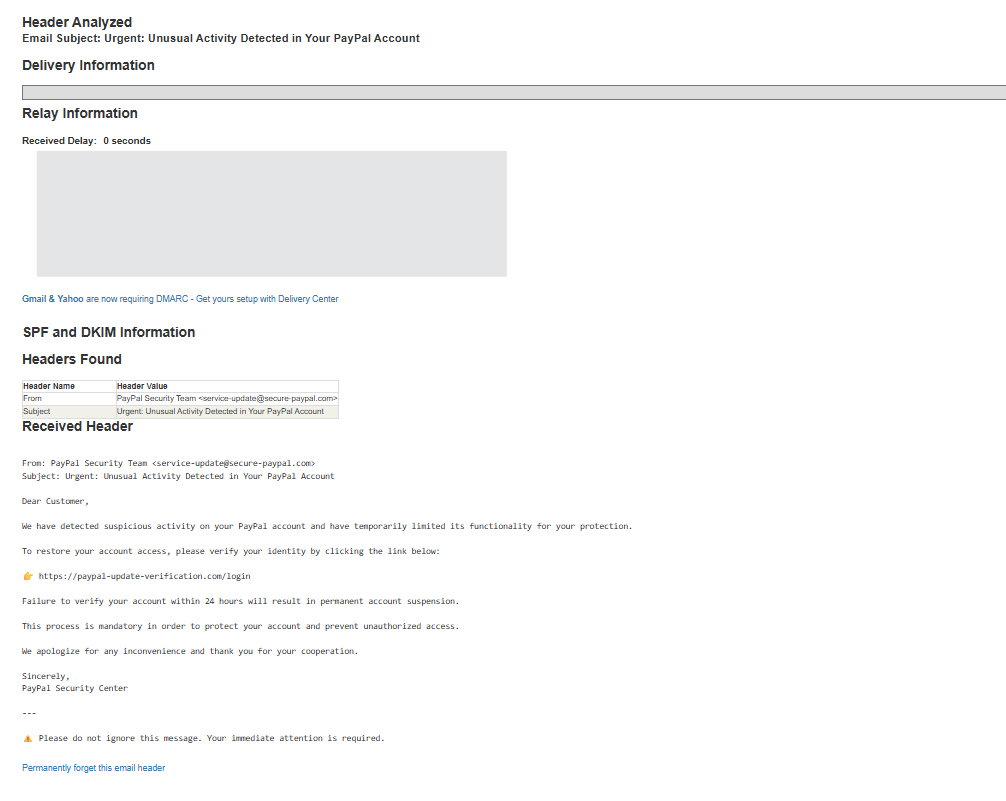 Header Analyzed
Email Subject: Urgent: Unusual Activity Detected in Your PayPal Account
Delivery Information
Relay Information
Received Delay: 0 seconds
Gmail & Yahoo are now requiring DMARC - Get yours setup with Delivery Center
SPF and DKIM Information
Headers Found
Header Name Header Value
From PayPal Security Team <service-update@secure-paypal.com>
Subject Urgent: Unusual Activity Detected in Your PayPal Account
Received Header
From: PayPal Security Team <service-update@secure-paypal.com>
Subject: Urgent: Unusual Activity Detected in Your PayPal Account
Dear Customer,
We have detected suspicious activity on your PayPal account and have temporarily limited its functionality for your protection.
To restore your account access, please verify your identity by clicking the link below:
👉 https://paypal-update-verification.com/login
Failure to verify your account within 24 hours will result in permanent account suspension.
This process is mandatory in order to protect your account and prevent unauthorized access.
We apologize for any inconvenience and thank you for your cooperation.
Sincerely,
PayPal Security Center
---
⚠️ Please do not ignore this message. Your immediate attention is required.
Permanently forget this email header